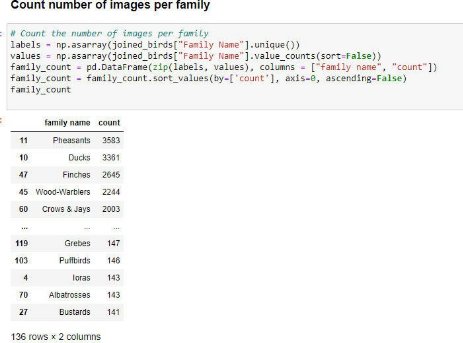 Count number of images per family
# Count the number of images per family
labels = np.asarray(joined_birds["Family Name"].unique())
values = np.asarray(joined_birds["Family Name"].value_counts(sort=False))
family_count = pd.DataFrame(zip(labels, values), columns = ["family name", "count"])
family_count = family_count.sort_values(by=['count'], axis=0, ascending=False)
family_count
family name count
11 Pheasants 3583
10 Ducks 3361
47 Finches 2645
45 Wood-Warblers 2244
60 Crows & Jays 2003
... ... ...
119 Grebes 147
103 Puffbirds 146
4 Ioras 143
70 Albatrosses 143
27 Bustards 141
136 rows × 2 columns